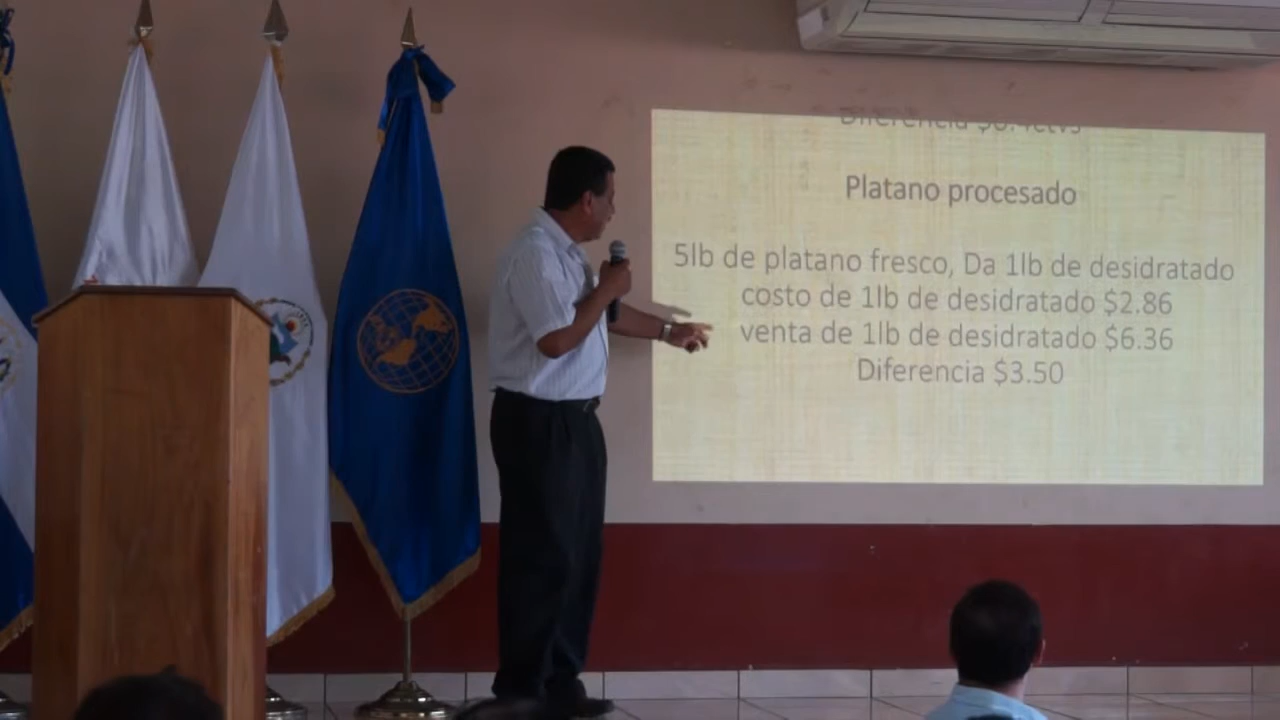 Diferencia
Platano procesado
5lb de platano fresco, Da 1lb de desidratado
costo de 1lb de desidratado $2.86
venta de 1lb de desidratado $6.36
Diferencia $3.50